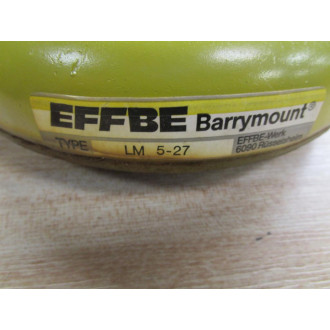 EFFBE Barrymount®
TYPE LM 5-27 EFFBE-Werk
6090 Rüsselsheim